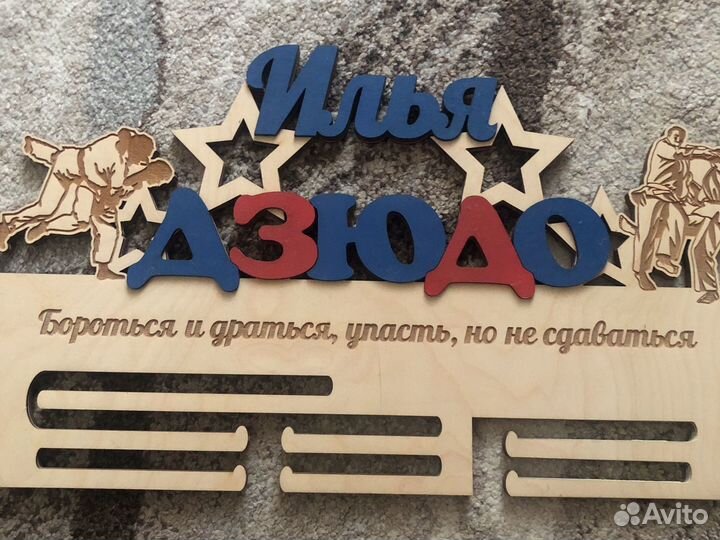 Илья
ДЗЮДО
Бороться и драться, упасть, но не сдаваться
Avito